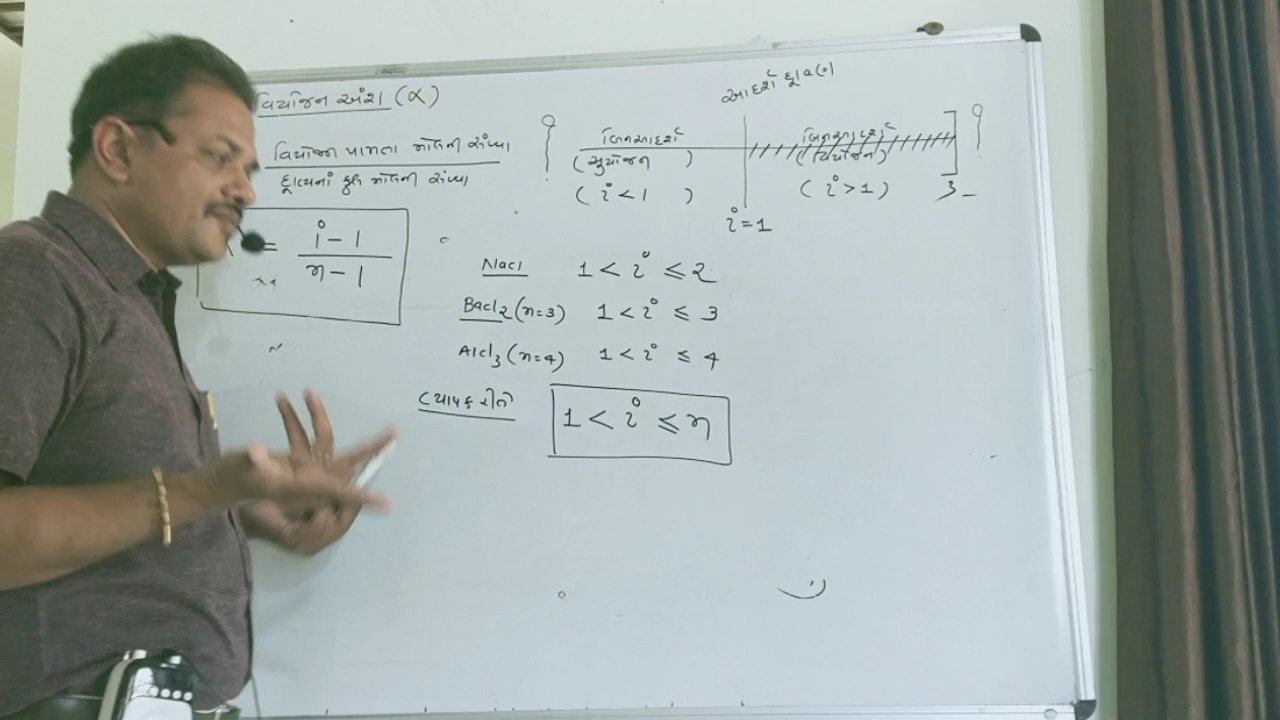 વિયોજન અંશ (α)
વિયોજન પામતા મોલની સંખ્યા
દ્રાવ્યનાં કુલ મોલની સંખ્યા
= i - 1
n - 1
આદર્શ દ્રાવણ
બિનઆદર્શ
(સુયોજન)
(i < 1)
i = 1
બિનઆદર્શ
(વિયોજન)
(i > 1)
3
NaCl 1 < i ≤ 2
BaCl2 (n=3) 1 < i ≤ 3
AlCl3 (n=4) 1 < i ≤ 4
વ્યાપક રીતે 1 < i ≤ n